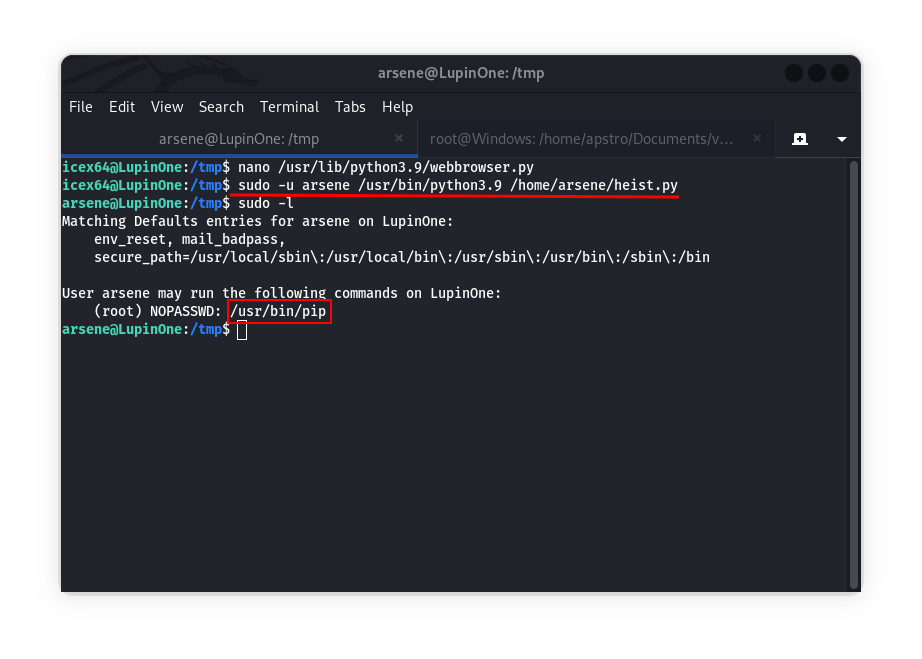 arsene@LupinOne: /tmp
File Edit View Search Terminal Tabs Help
arsene@LupinOne: /tmp × root@Windows: /home/apstro/Documents/v… ×
icex64@LupinOne:/tmp$ nano /usr/lib/python3.9/webbrowser.py
icex64@LupinOne:/tmp$ sudo -u arsene /usr/bin/python3.9 /home/arsene/heist.py
arsene@LupinOne:/tmp$ sudo -l
Matching Defaults entries for arsene on LupinOne:
    env_reset, mail_badpass,
    secure_path=/usr/local/sbin\:/usr/local/bin\:/usr/sbin\:/usr/bin\:/sbin\:/bin
User arsene may run the following commands on LupinOne:
    (root) NOPASSWD: /usr/bin/pip
arsene@LupinOne:/tmp$